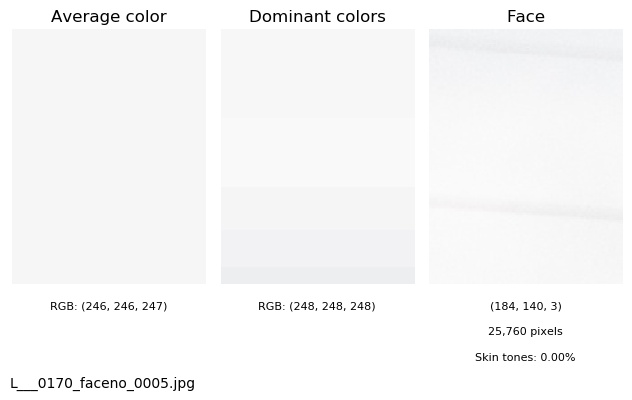 Average color
Dominant colors
Face
RGB: (246, 246, 247)
RGB: (248, 248, 248)
(184, 140, 3)
25,760 pixels
Skin tones: 0.00%
L___0170_faceno_0005.jpg